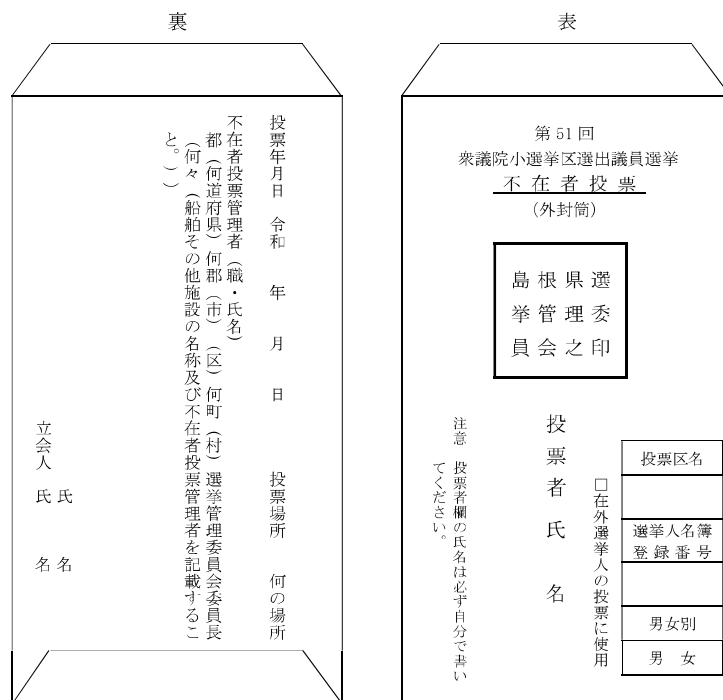 裏
投票年月日 令和 年 月 日 投票場所 何の場所
不在者投票管理者(職・氏名)
都(何道府県)何郡(市)(区)何町(村)選挙管理委員会委員長
(何々(船舶その他施設の名称及び不在者投票管理者を記載するこ
と。))
氏 名
立会人 氏 名
表
第51回
衆議院小選挙区選出議員選挙
不在者投票
(外封筒)
島根県選
挙管理委
員会之印
投票区名
選挙人名簿
登録番号
男女別
男 女
□在外選挙人の投票に使用
投票者氏名
注意 投票者欄の氏名は必ず自分で書い
てください。